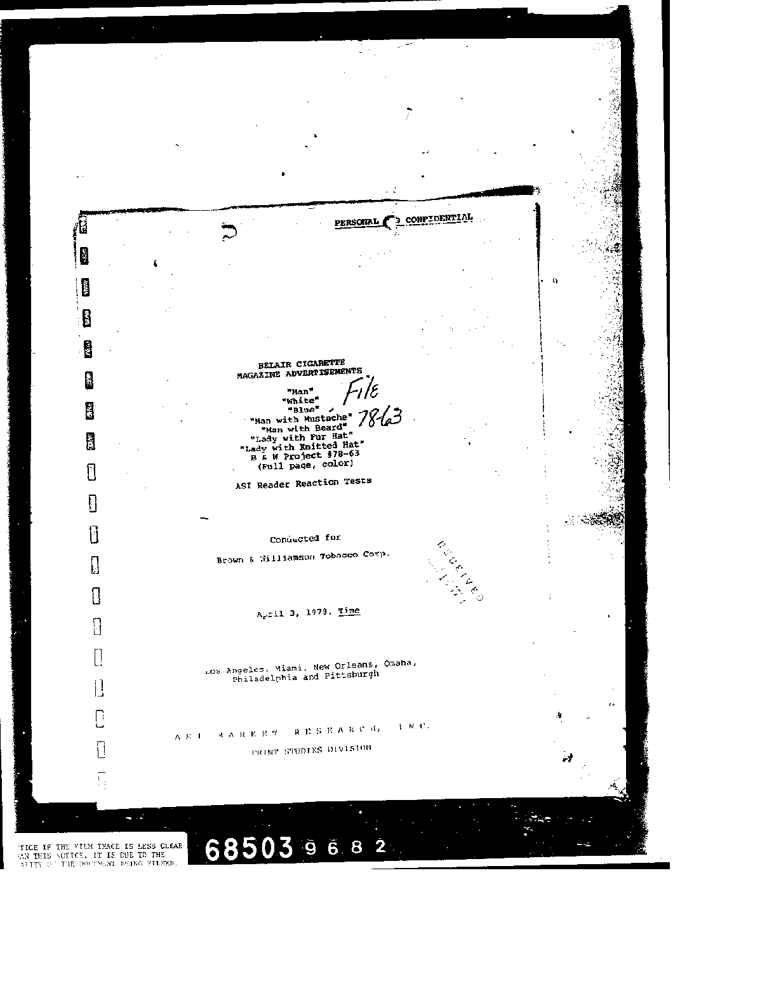 PERSONAL CONFIDENTIAL
BELAIR CIGARETTE
MAGAZINE ADVERTISEMENTS
"Man"
"White"
"Blue"
File
"Man with Mustache"
78-63
"Man with Beard"
"Lady with Fur Hat"
"Lady with Knitted Hat"
B & W Project #78-63
(Full page, color)
ASI Reader Reaction Tests
Conducted for
Brown & Williamson Tobacco Corp.
RECEIVED
April 3, 1978, Time
Los Angeles, Miami, New Orleans, Omaha,
Philadelphia and Pittsburgh
ASI MARKET RESEARCH, INC.
PRINT STUDIES DIVISION
TICE IF THE FILM IMAGE IS LESS CLEAR
AN THIS NOTICE, IT IS DUE TO THE
ALITY OF THE DOCUMENT BEING FILMED.
68503 9682